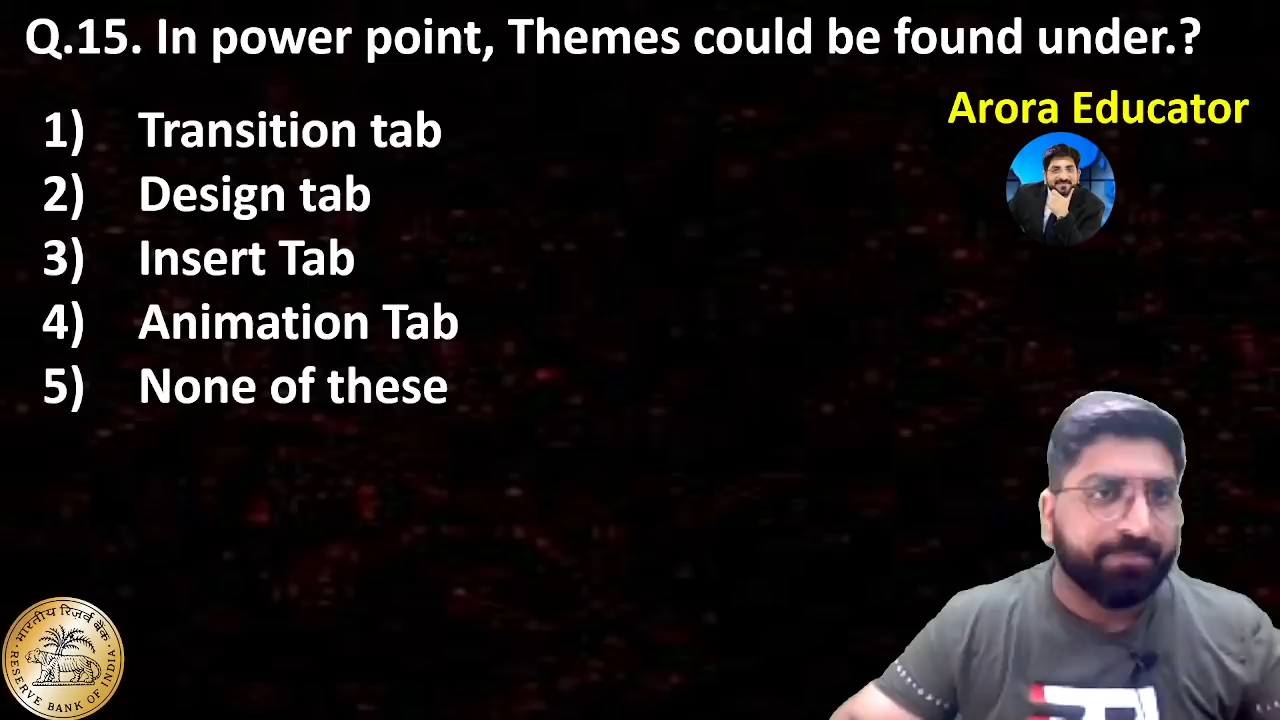 Q.15. In power point, Themes could be found under.?
Arora Educator
1) Transition tab
2) Design tab
3) Insert Tab
4) Animation Tab
5) None of these
भारतीय रिज़र्व बैंक
RESERVE BANK OF INDIA